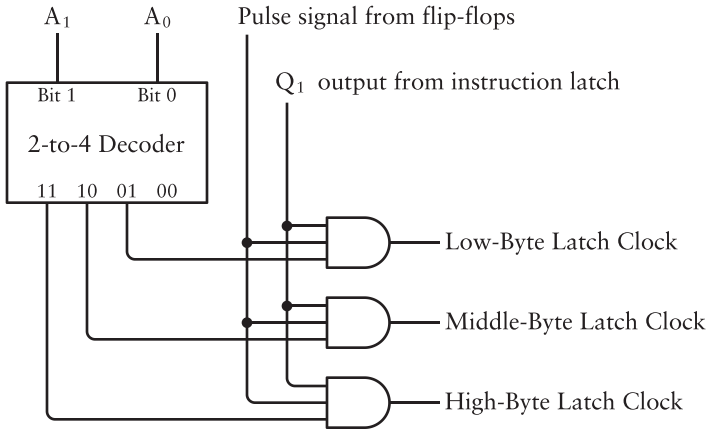 A1 A0 Pulse signal from flip-flops
Q1 output from instruction latch
Bit 1 Bit 0
2-to-4 Decoder
11 10 01 00
Low-Byte Latch Clock
Middle-Byte Latch Clock
High-Byte Latch Clock